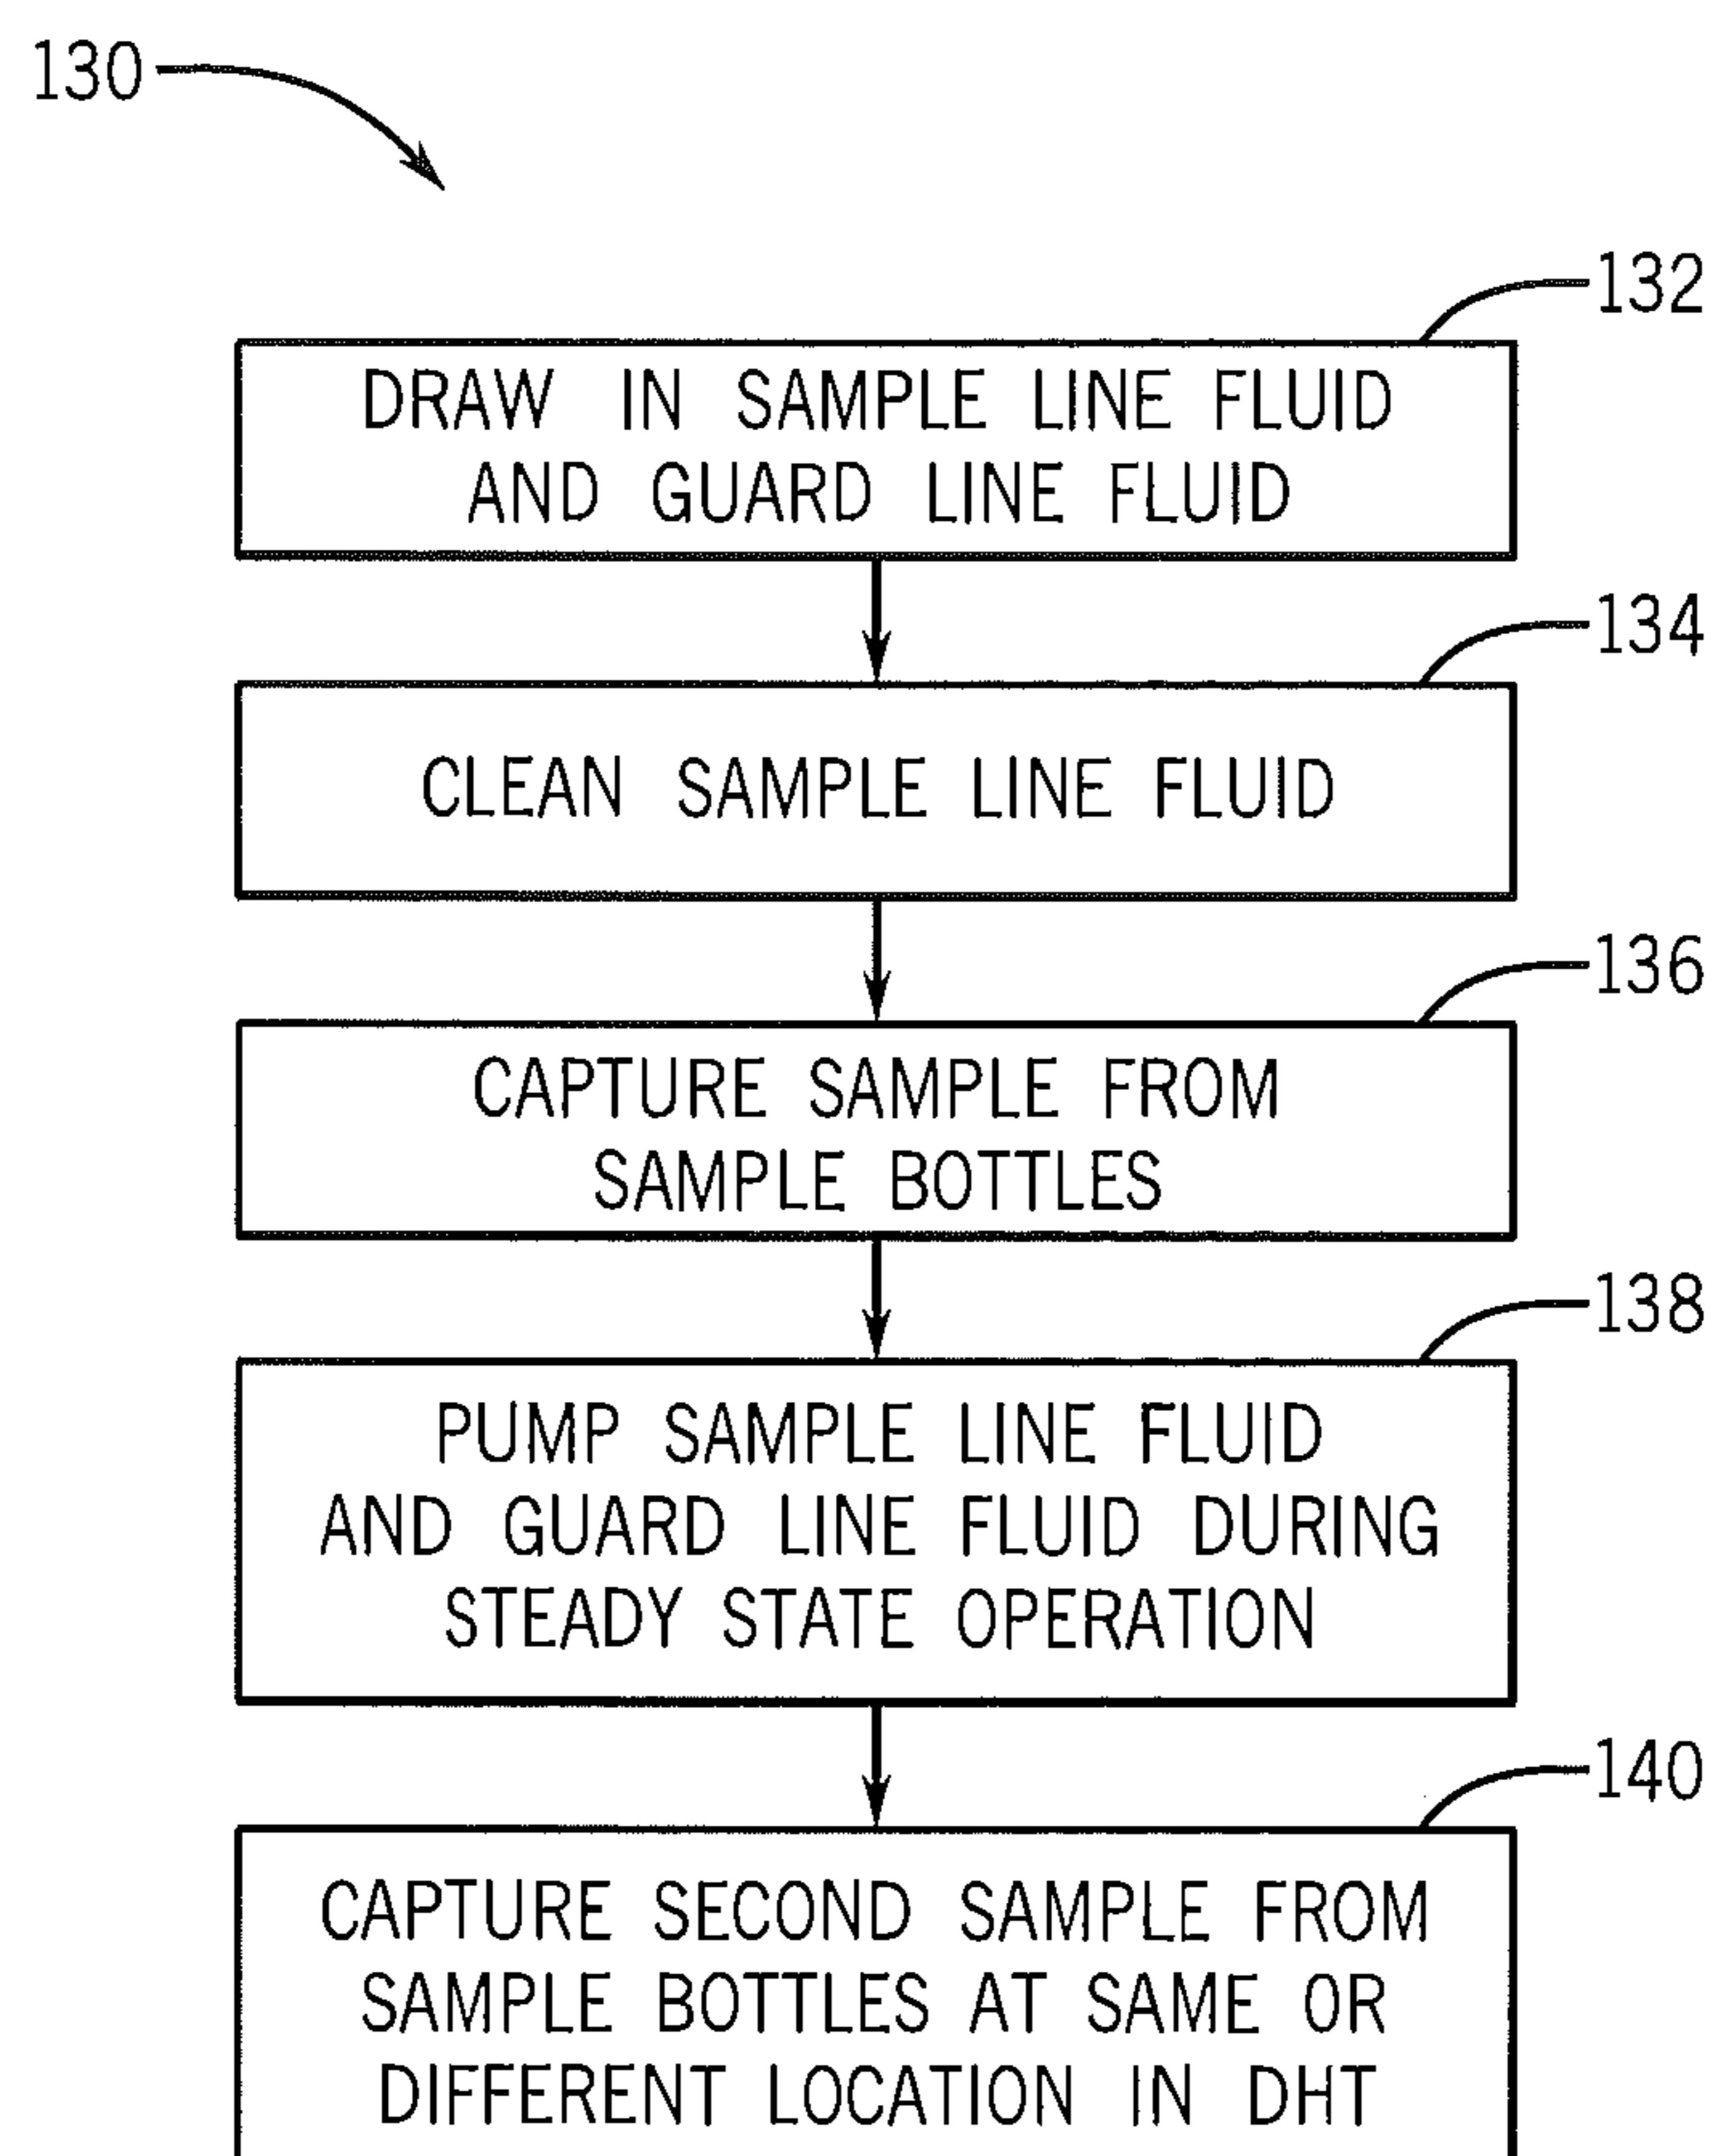 130
132
DRAW IN SAMPLE LINE FLUID
AND GUARD LINE FLUID
134
CLEAN SAMPLE LINE FLUID
136
CAPTURE SAMPLE FROM
SAMPLE BOTTLES
138
PUMP SAMPLE LINE FLUID
AND GUARD LINE FLUID DURING
STEADY STATE OPERATION
140
CAPTURE SECOND SAMPLE FROM
SAMPLE BOTTLES AT SAME OR
DIFFERENT LOCATION IN DHT